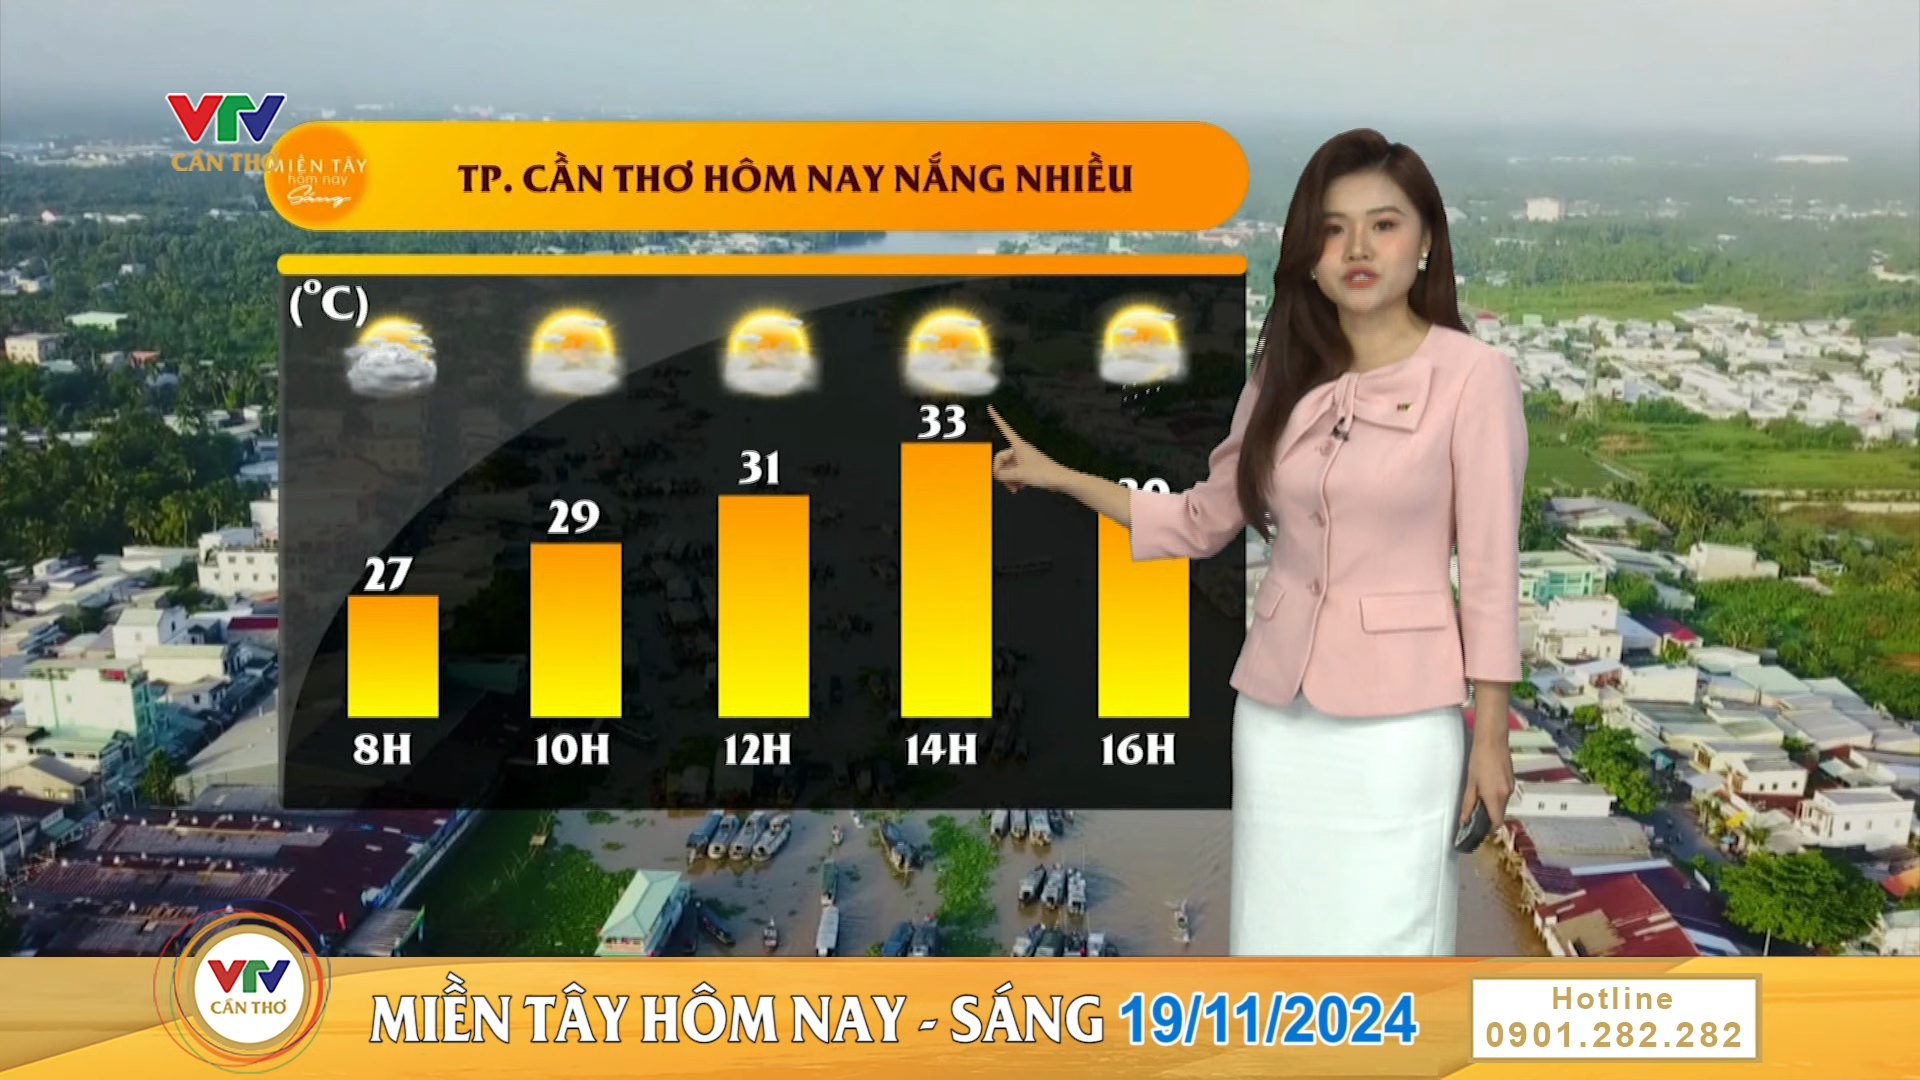 VTV
CẦN THƠ
MIỀN TÂY
hôm nay
Sáng
TP. CẦN THƠ HÔM NAY NẮNG NHIỀU
(°C)
27
29
31
33
8H
10H
12H
14H
16H
VTV
CẦN THƠ
MIỀN TÂY HÔM NAY - SÁNG 19/11/2024
Hotline
0901.282.282